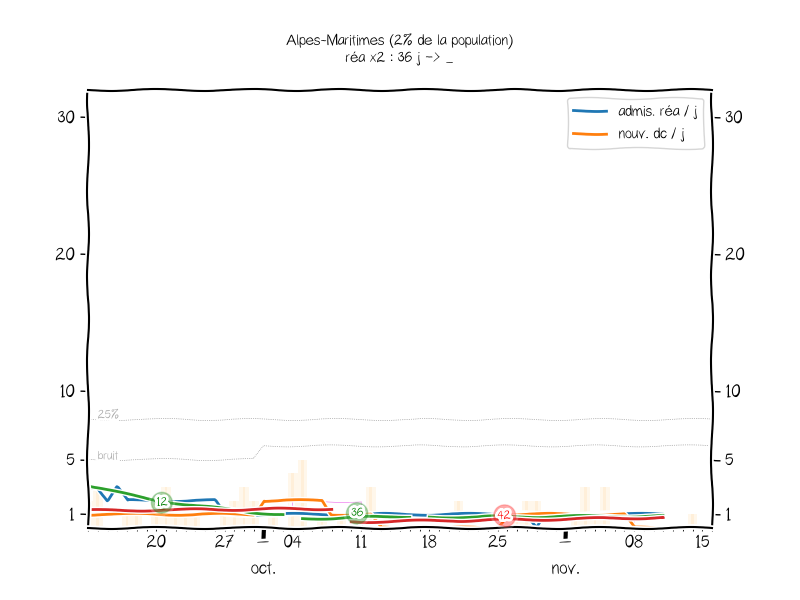 Alpes-Maritimes (2% de la population)
réa x2 : 36 j -> _
admis. réa / j
nouv. dc / j
30 30
20 20
10 10
25%
bruit
5 5
12
36
42
1 1
20 27 04 11 18 25 08 15
oct. nov.